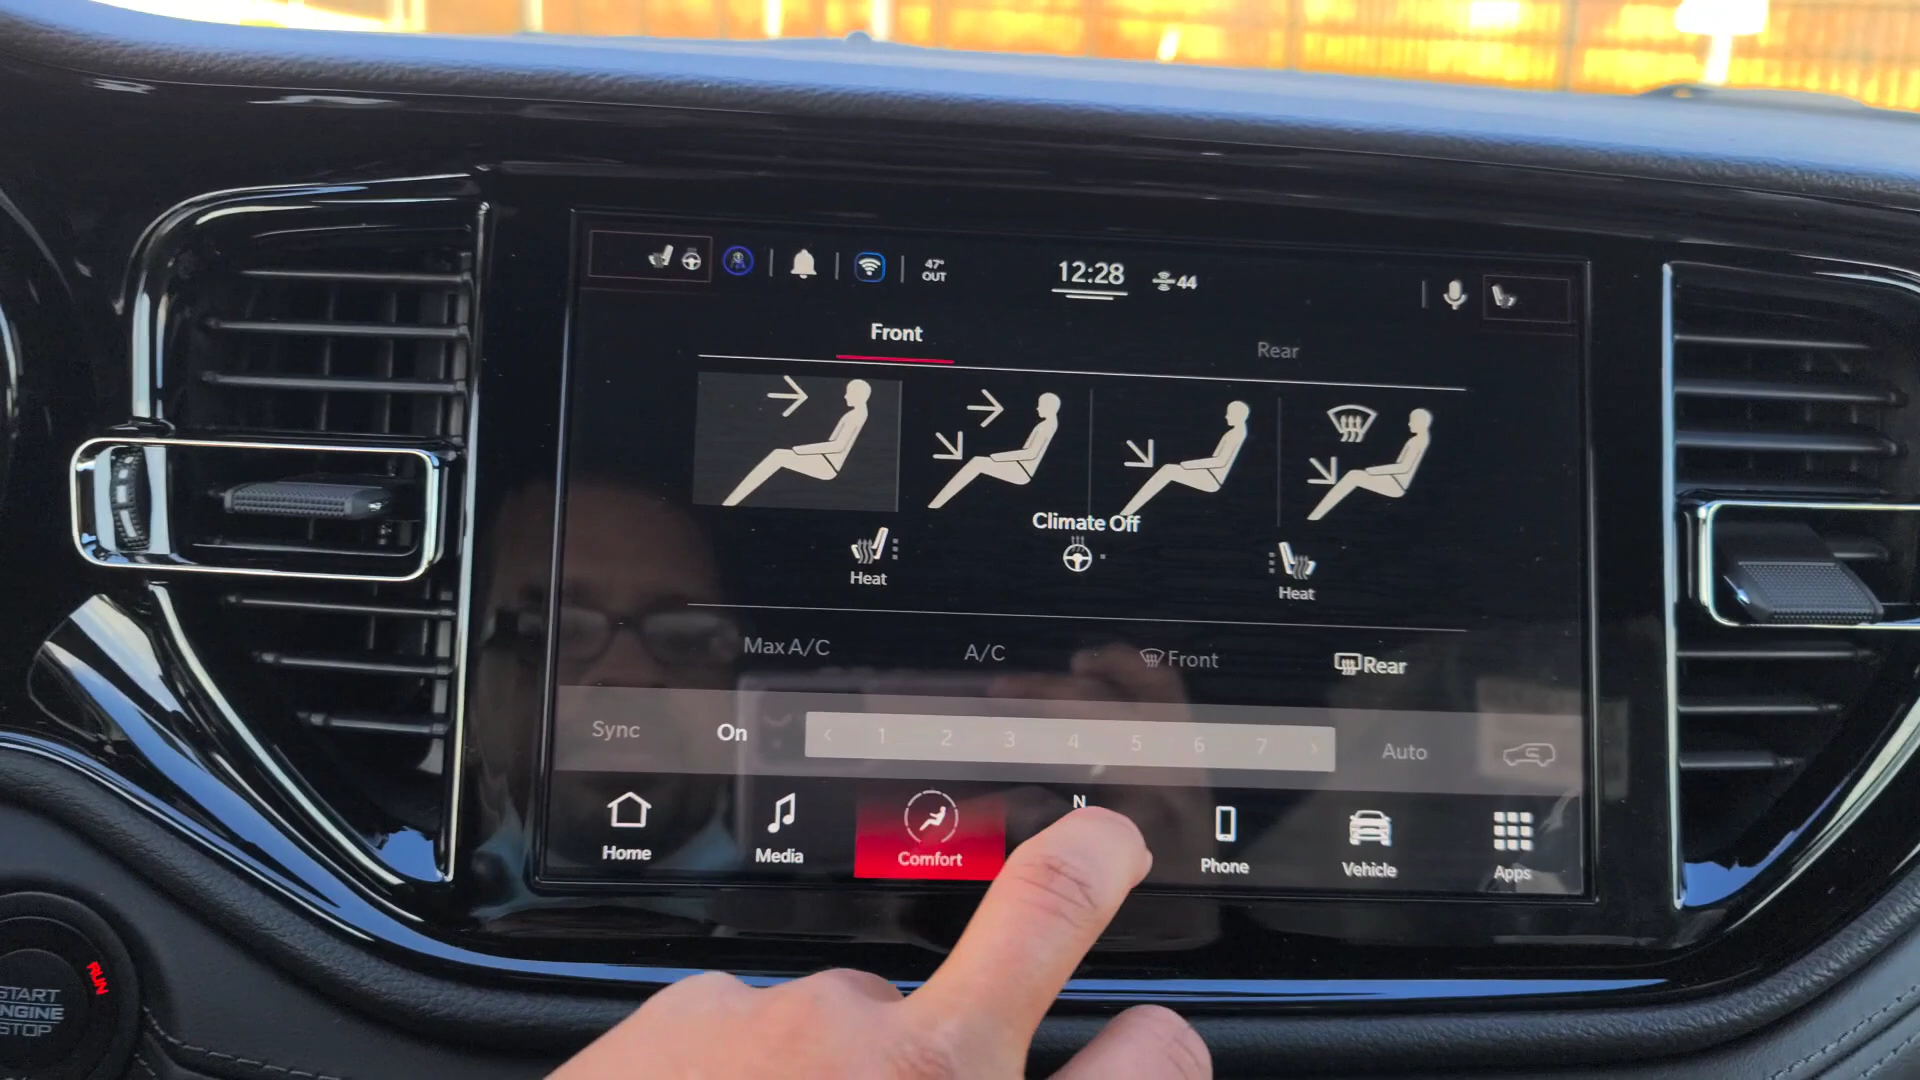 47°
OUT
12:28
44
Front
Rear
Climate Off
Heat
Heat
Max A/C
A/C
Front
Rear
Sync
On
< 1 2 3 4 5 6 7 >
Auto
N
Home
Media
Comfort
Phone
Vehicle
Apps
RUN
START
ENGINE
STOP